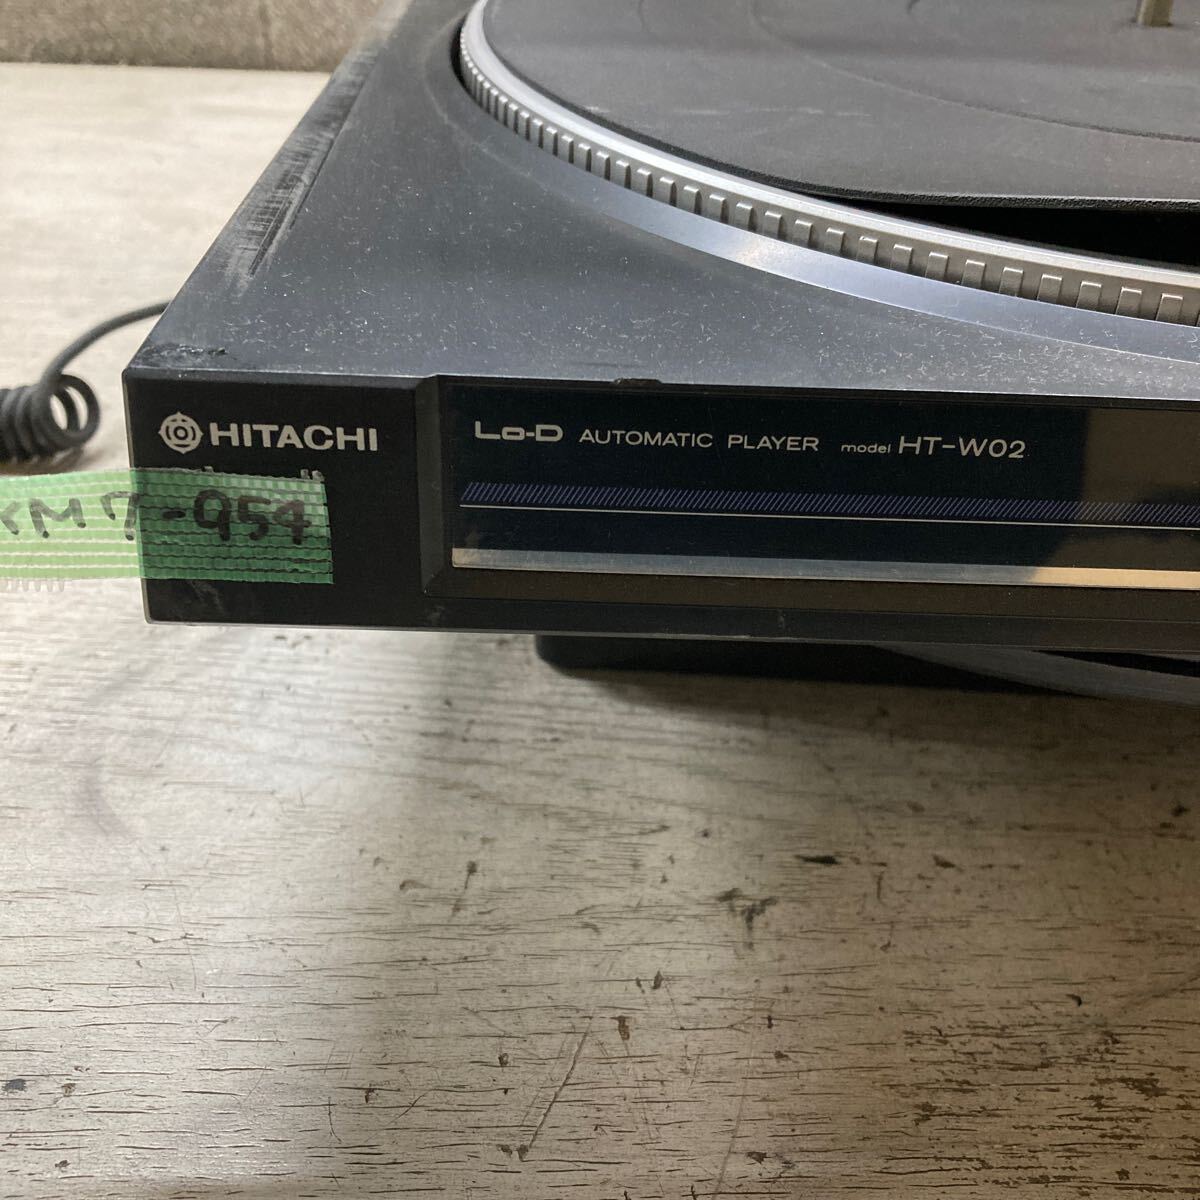 HITACHI
Lo-D AUTOMATIC PLAYER model HT-W02
KM7-954